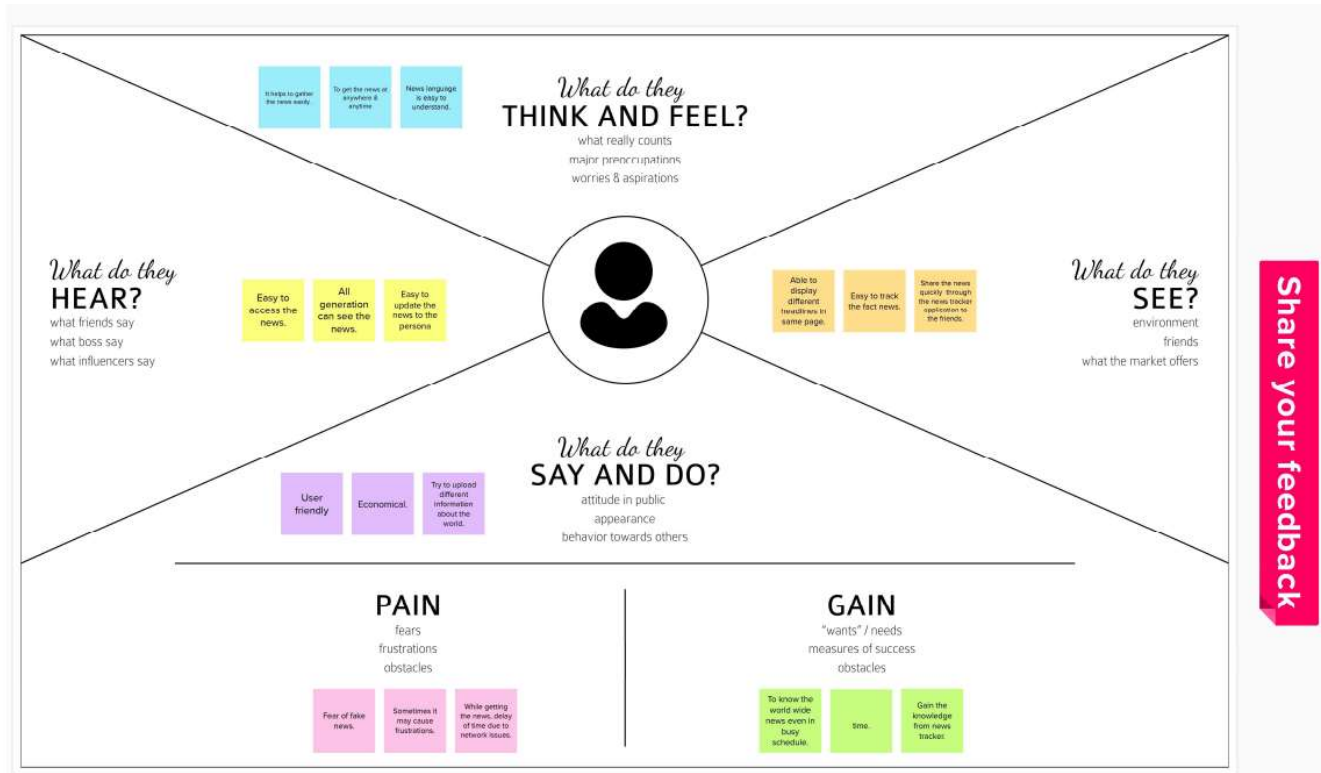 It helps to gather
the news easily.
To get the news at
anywhere &
anytime
News language
is easy to
understand.
What do they
THINK AND FEEL?
what really counts
major preoccupations
worries & aspirations
What do they
HEAR?
what friends say
what boss say
what influencers say
Easy to
access the
news.
All
generation
can see the
news.
Easy to
update the
news to the
persona
Able to
display
different
headlines in
same page.
Easy to track
the fact news.
Share the news
quickly through
the news tracker
application to
the friends.
What do they
SEE?
environment
friends
what the market offers
What do they
SAY AND DO?
attitude in public
appearance
behavior towards others
User
friendly
Economical.
Try to upload
different
information
about the
world.
PAIN
fears
frustrations
obstacles
Fear of fake
news.
Sometimes it
may cause
frustrations.
While getting
the news, delay
of time due to
network issues.
GAIN
"wants" / needs
measures of success
obstacles
To know the
world wide
news even in
busy
schedule.
time.
Gain the
knowledge
from news
tracker.
Share your feedback